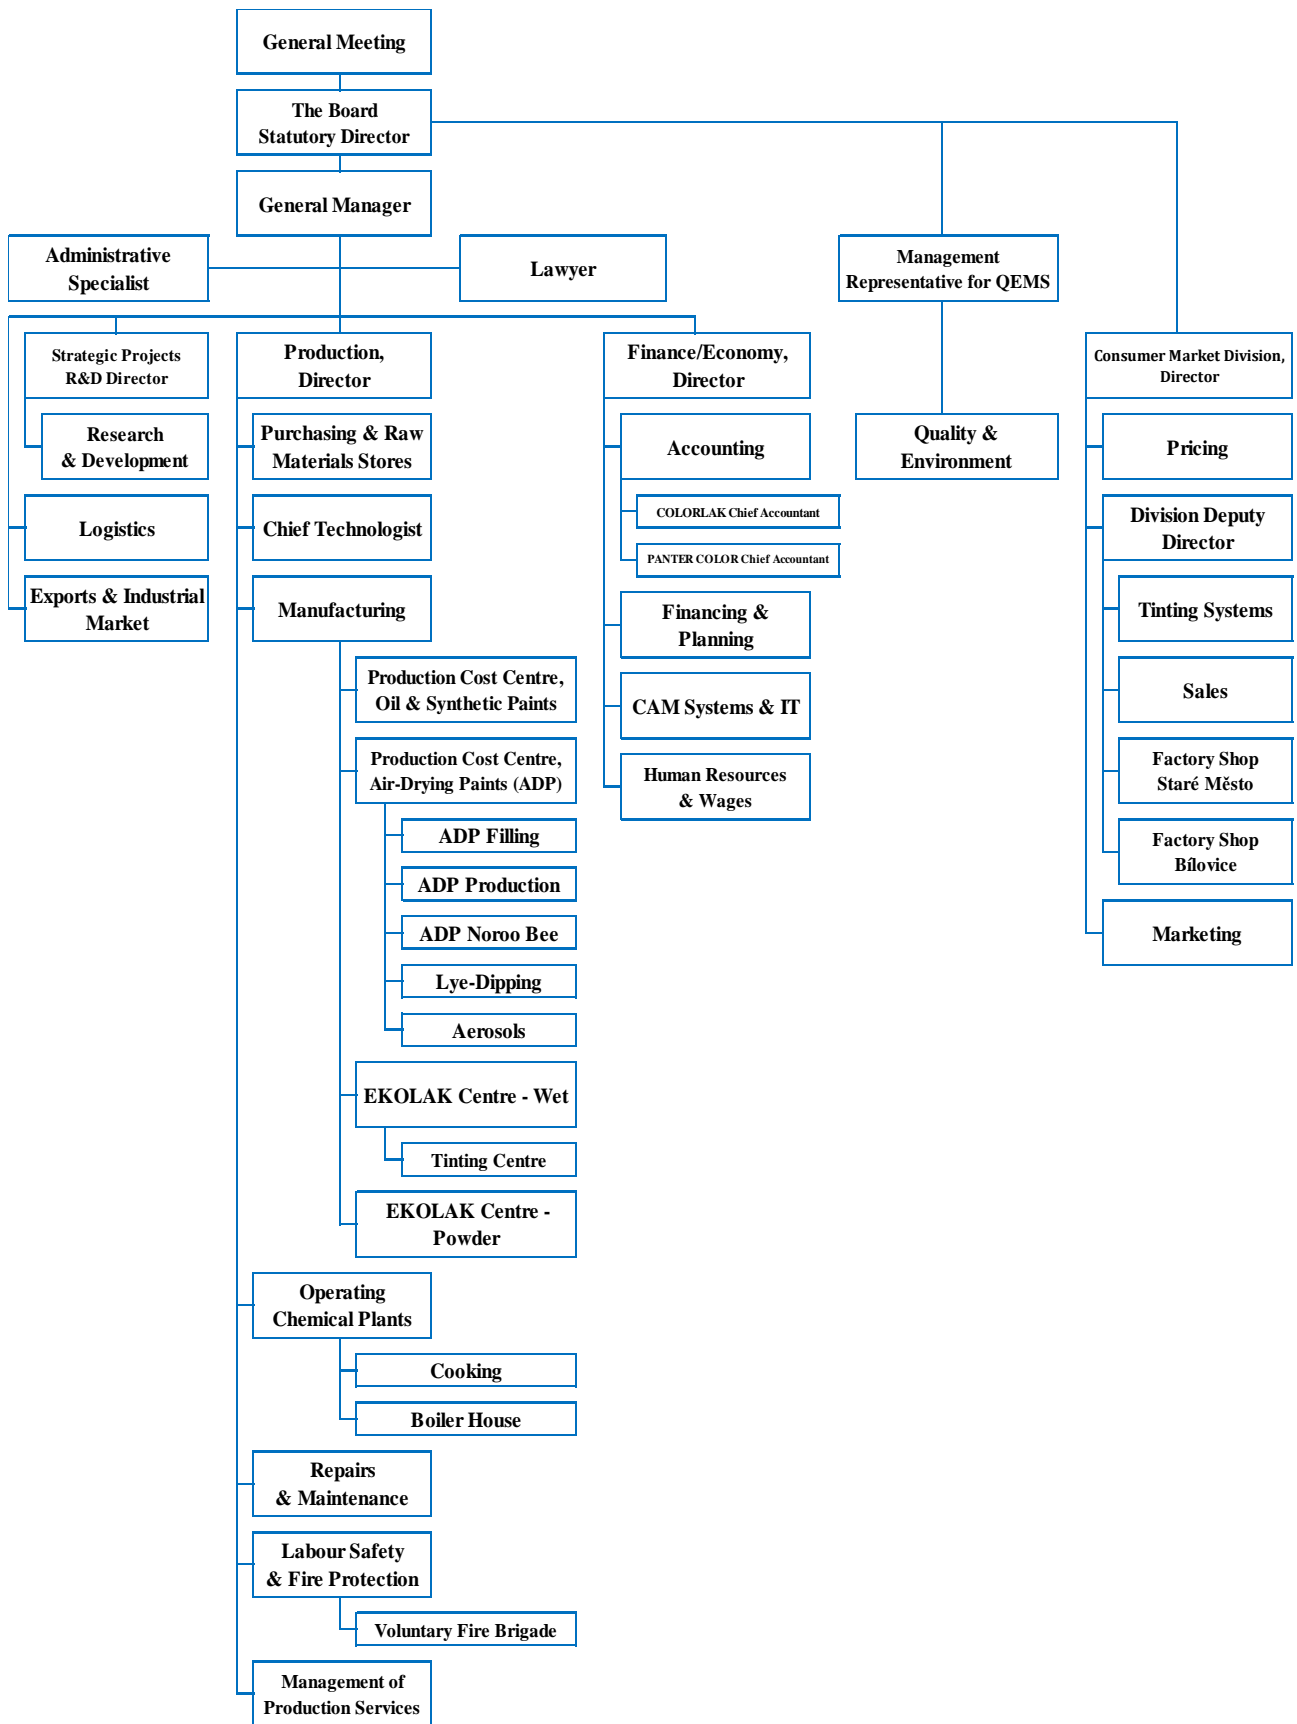 General Meeting
The Board
Statutory Director
General Manager
Administrative
Specialist
Lawyer
Management
Representative for QEMS
Strategic Projects
R&D Director
Research
& Development
Logistics
Exports & Industrial
Market
Production,
Director
Purchasing & Raw
Materials Stores
Chief Technologist
Manufacturing
Production Cost Centre,
Oil & Synthetic Paints
Production Cost Centre,
Air-Drying Paints (ADP)
ADP Filling
ADP Production
ADP Noroo Bee
Lye-Dipping
Aerosols
EKOLAK Centre - Wet
Tinting Centre
EKOLAK Centre -
Powder
Operating
Chemical Plants
Cooking
Boiler House
Repairs
& Maintenance
Labour Safety
& Fire Protection
Voluntary Fire Brigade
Management of
Production Services
Finance/Economy,
Director
Accounting
COLORLAK Chief Accountant
PANTER COLOR Chief Accountant
Financing &
Planning
CAM Systems & IT
Human Resources
& Wages
Quality &
Environment
Consumer Market Division,
Director
Pricing
Division Deputy
Director
Tinting Systems
Sales
Factory Shop
Staré Město
Factory Shop
Bílovice
Marketing